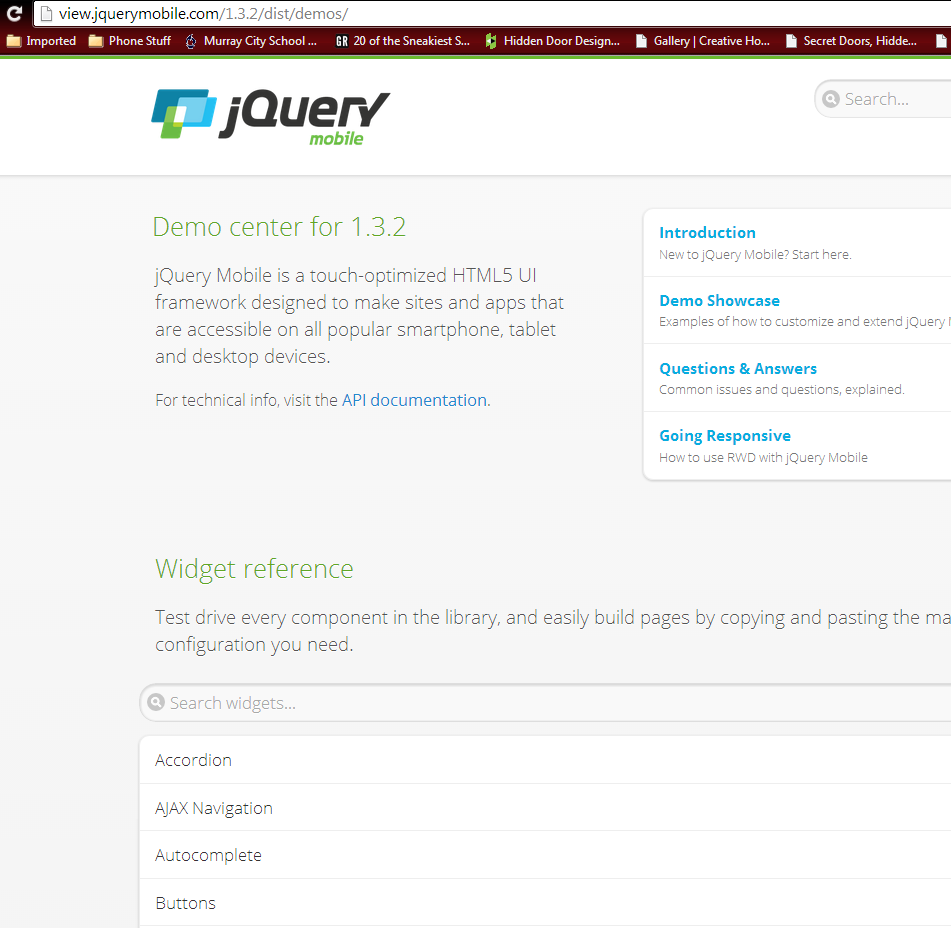 view.jquerymobile.com/1.3.2/dist/demos/
Imported Phone Stuff Murray City School ... GR 20 of the Sneakiest S... Hidden Door Design... Gallery | Creative Ho... Secret Doors, Hidde...
jQuery
mobile
Search...
Demo center for 1.3.2
jQuery Mobile is a touch-optimized HTML5 UI
framework designed to make sites and apps that
are accessible on all popular smartphone, tablet
and desktop devices.
For technical info, visit the API documentation.
Introduction
New to jQuery Mobile? Start here.
Demo Showcase
Examples of how to customize and extend jQuery
Questions & Answers
Common issues and questions, explained.
Going Responsive
How to use RWD with jQuery Mobile
Widget reference
Test drive every component in the library, and easily build pages by copying and pasting the ma
configuration you need.
Search widgets...
Accordion
AJAX Navigation
Autocomplete
Buttons